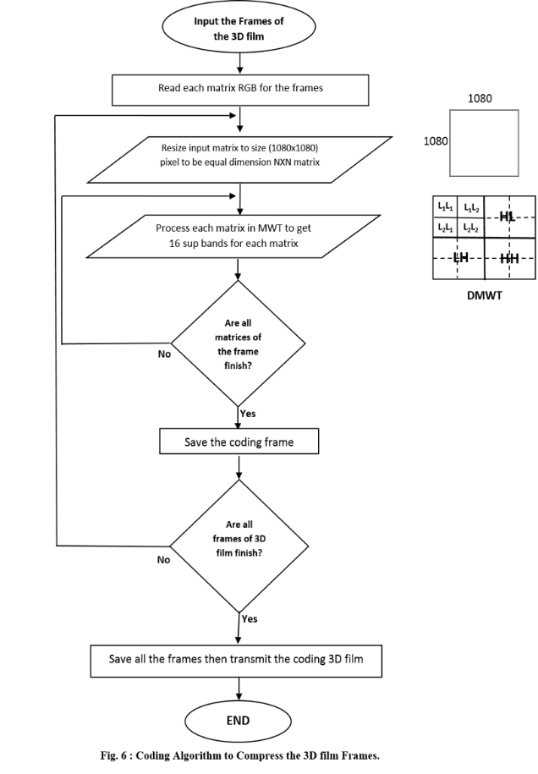 Input the Frames of
the 3D film
Read each matrix RGB for the frames
Resize input matrix to size (1080x1080)
pixel to be equal dimension NXN matrix
Process each matrix in MWT to get
16 sup bands for each matrix
Are all
matrices of
the frame
finish?
No
Yes
Save the coding frame
Are all
frames of 3D
film finish?
No
Yes
Save all the frames then transmit the coding 3D film
END
1080
1080
L₁L₁ L₁L₂ HL
L₂L₁ L₂L₂
LH HH
DMWT
Fig. 6 : Coding Algorithm to Compress the 3D film Frames.